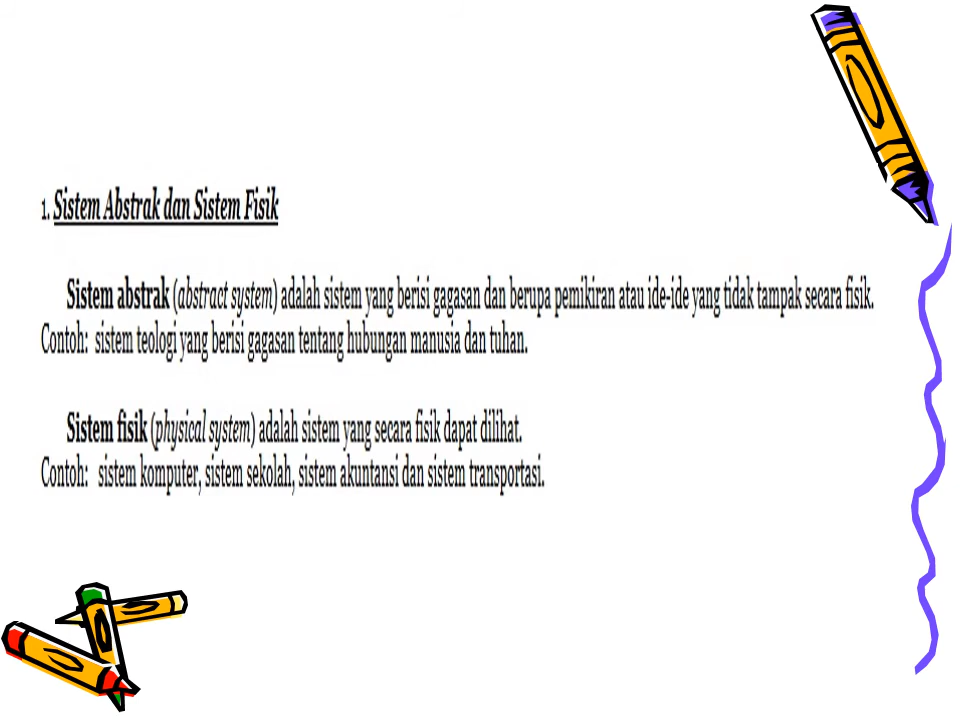 1. Sistem Abstrak dan Sistem Fisik
Sistem abstrak (abstract system) adalah sistem yang berisi gagasan dan berupa pemikiran atau ide-ide yang tidak tampak secara fisik.
Contoh: sistem teologi yang berisi gagasan tentang hubungan manusia dan tuhan.
Sistem fisik (physical system) adalah sistem yang secara fisik dapat dilihat.
Contoh: sistem komputer, sistem sekolah, sistem akuntansi dan sistem transportasi.